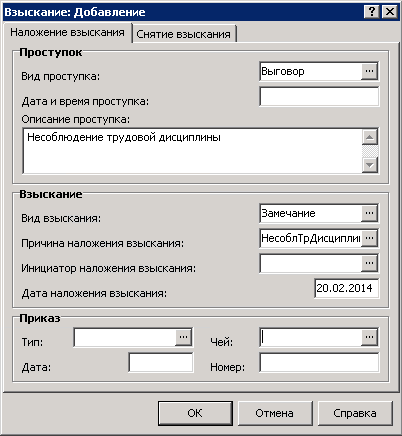 Взыскание: Добавление
Наложение взыскания Снятие взыскания
Проступок
Вид проступка: Выговор ...
Дата и время проступка:
Описание проступка:
Несоблюдение трудовой дисциплины
Взыскание
Вид взыскания: Замечание ...
Причина наложения взыскания: НесоблТрДисциплин ...
Инициатор наложения взыскания: ...
Дата наложения взыскания: 20.02.2014
Приказ
Тип: ... Чей: ...
Дата: Номер:
ОК Отмена Справка